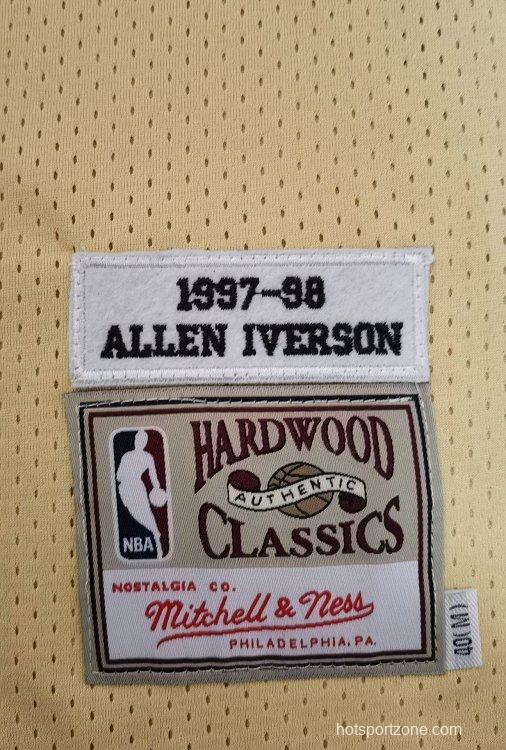 1997-98
ALLEN IVERSON
HARDWOOD
AUTHENTIC
CLASSICS
NBA
NOSTALGIA CO.
Mitchell & Ness
PHILADELPHIA, PA.
40(M)
hotsportzone.com